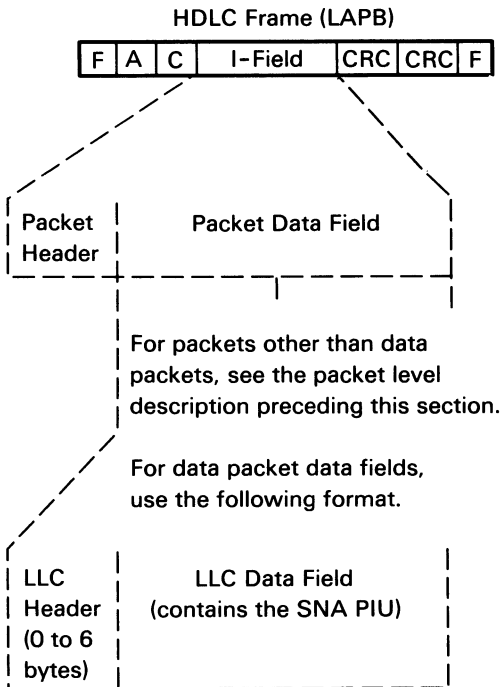 HDLC Frame (LAPB)
F A C I-Field CRC CRC F
Packet Header
Packet Data Field
For packets other than data
packets, see the packet level
description preceding this section.
For data packet data fields,
use the following format.
LLC
Header
(0 to 6
bytes)
LLC Data Field
(contains the SNA PIU)